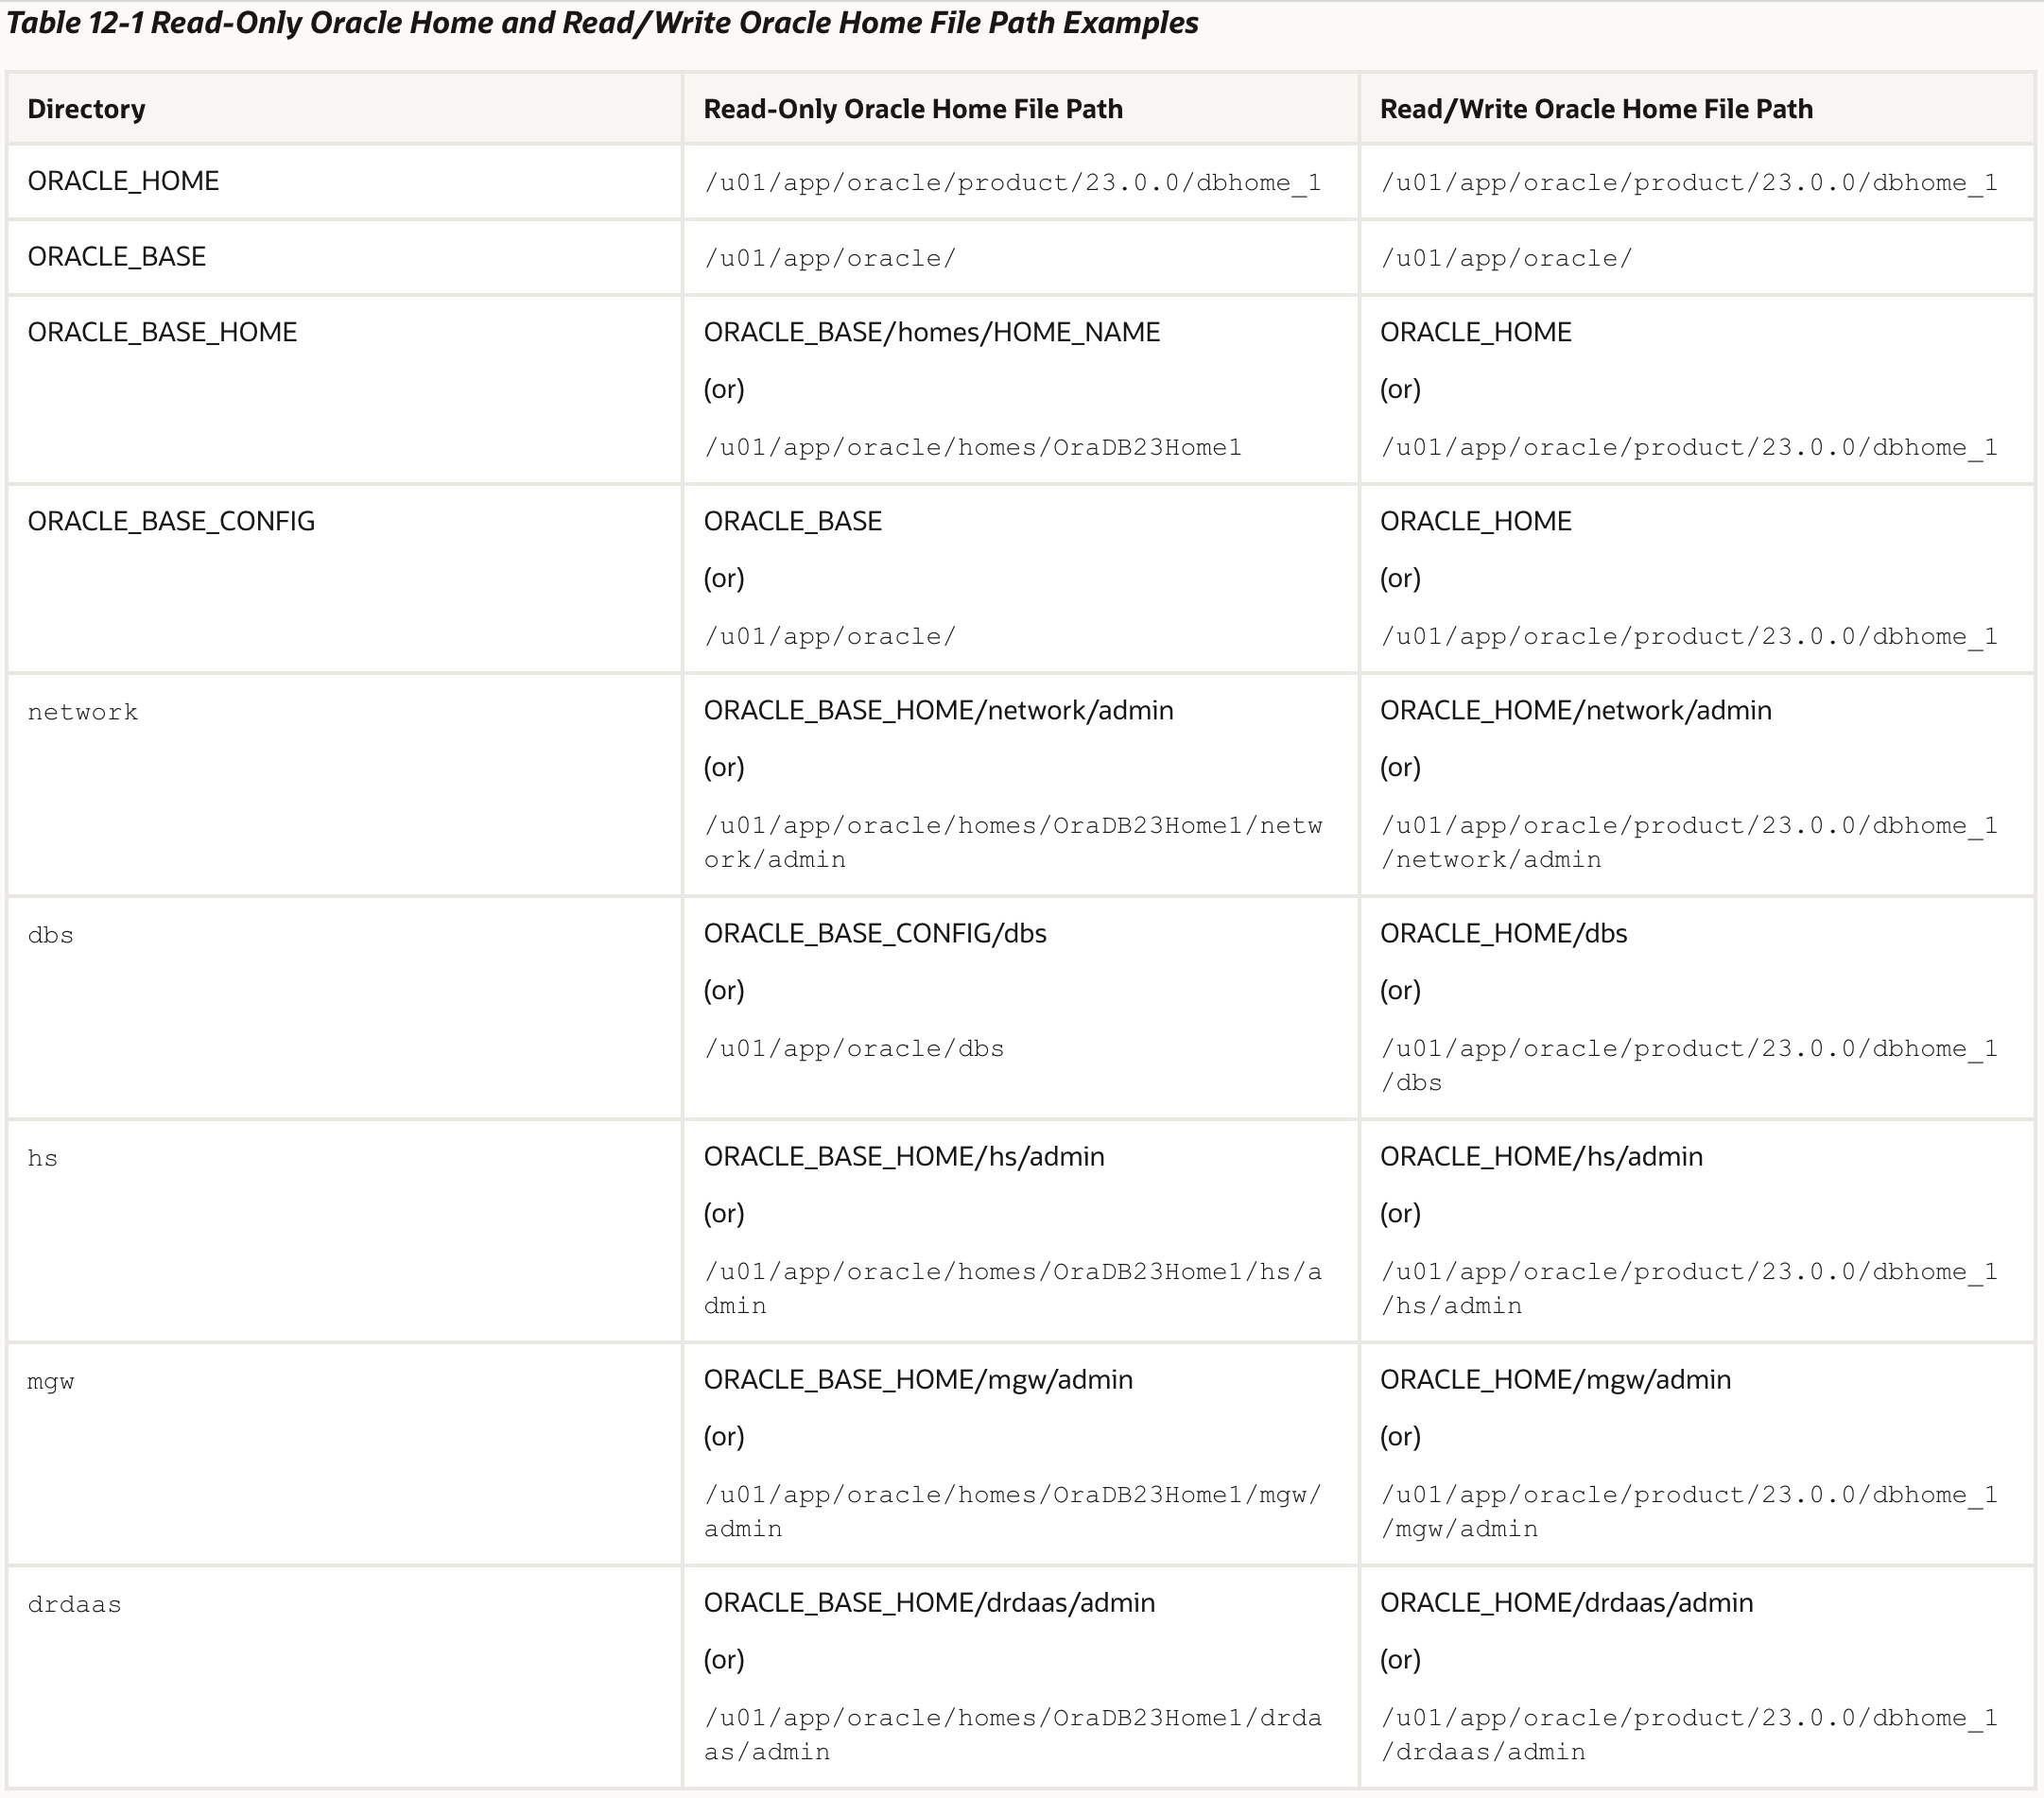 Table 12-1 Read-Only Oracle Home and Read/Write Oracle Home File Path Examples
Directory
Read-Only Oracle Home File Path
Read/Write Oracle Home File Path
ORACLE_HOME
/u01/app/oracle/product/23.0.0/dbhome_1
/u01/app/oracle/product/23.0.0/dbhome_1
ORACLE_BASE
/u01/app/oracle/
/u01/app/oracle/
ORACLE_BASE_HOME
ORACLE_BASE/homes/HOME_NAME
(or)
/u01/app/oracle/homes/OraDB23Home1
ORACLE_HOME
(or)
/u01/app/oracle/product/23.0.0/dbhome_1
ORACLE_BASE_CONFIG
ORACLE_BASE
(or)
/u01/app/oracle/
ORACLE_HOME
(or)
/u01/app/oracle/product/23.0.0/dbhome_1
network
ORACLE_BASE_HOME/network/admin
(or)
/u01/app/oracle/homes/OraDB23Home1/netw
ork/admin
ORACLE_HOME/network/admin
(or)
/u01/app/oracle/product/23.0.0/dbhome_1
/network/admin
dbs
ORACLE_BASE_CONFIG/dbs
(or)
/u01/app/oracle/dbs
ORACLE_HOME/dbs
(or)
/u01/app/oracle/product/23.0.0/dbhome_1
/dbs
hs
ORACLE_BASE_HOME/hs/admin
(or)
/u01/app/oracle/homes/OraDB23Home1/hs/a
dmin
ORACLE_HOME/hs/admin
(or)
/u01/app/oracle/product/23.0.0/dbhome_1
/hs/admin
mgw
ORACLE_BASE_HOME/mgw/admin
(or)
/u01/app/oracle/homes/OraDB23Home1/mgw/
admin
ORACLE_HOME/mgw/admin
(or)
/u01/app/oracle/product/23.0.0/dbhome_1
/mgw/admin
drdaas
ORACLE_BASE_HOME/drdaas/admin
(or)
/u01/app/oracle/homes/OraDB23Home1/drda
as/admin
ORACLE_HOME/drdaas/admin
(or)
/u01/app/oracle/product/23.0.0/dbhome_1
/drdaas/admin